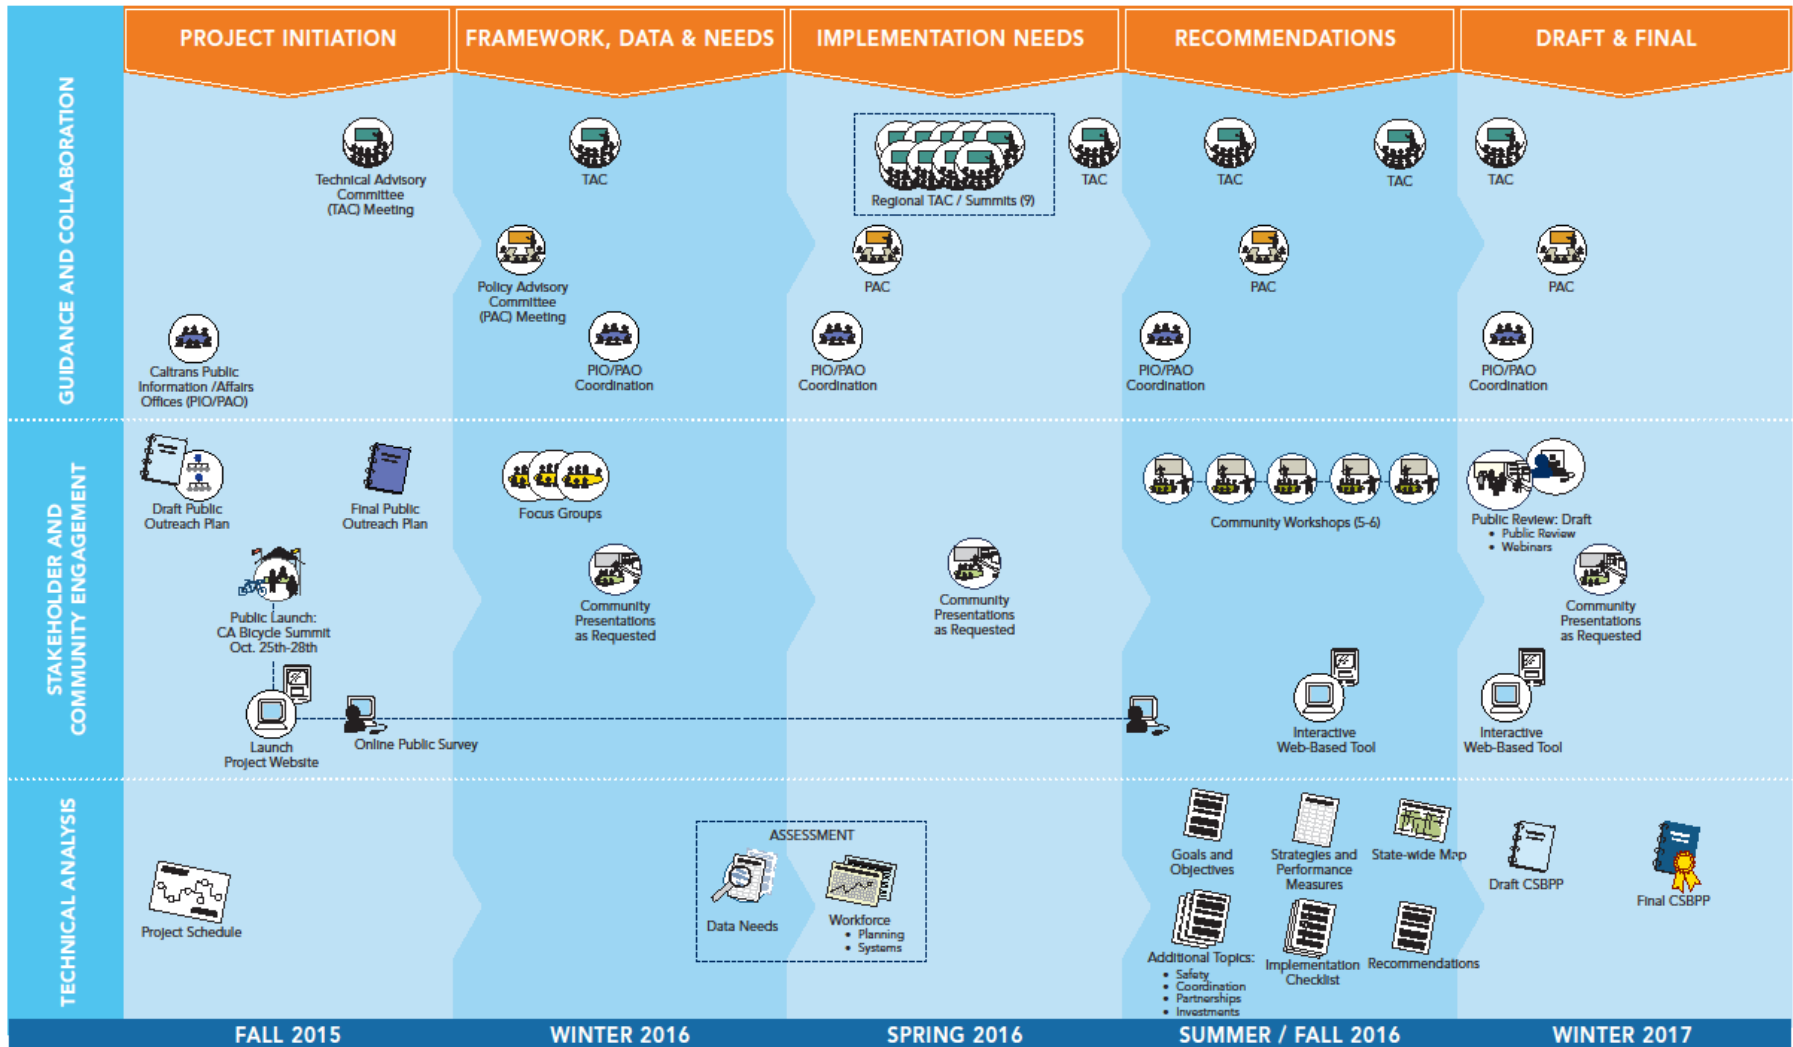 PROJECT INITIATION
FRAMEWORK, DATA & NEEDS
IMPLEMENTATION NEEDS
RECOMMENDATIONS
DRAFT & FINAL
GUIDANCE AND COLLABORATION
Technical Advisory
Committee
(TAC) Meeting
TAC
Regional TAC / Summits (9)
TAC
TAC
TAC
TAC
Policy Advisory
Committee
(PAC) Meeting
PAC
PAC
PAC
Caltrans Public
Information /Affairs
Offices (PIO/PAO)
PIO/PAO
Coordination
PIO/PAO
Coordination
PIO/PAO
Coordination
PIO/PAO
Coordination
STAKEHOLDER AND
COMMUNITY ENGAGEMENT
Draft Public
Outreach Plan
Final Public
Outreach Plan
Focus Groups
Community Workshops (5-6)
Public Review: Draft
• Public Review
• Webinars
Public Launch:
CA Bicycle Summit
Oct. 25th-28th
Community
Presentations
as Requested
Community
Presentations
as Requested
Community
Presentations
as Requested
Launch
Project Website
Online Public Survey
Interactive
Web-Based Tool
Interactive
Web-Based Tool
TECHNICAL ANALYSIS
Project Schedule
ASSESSMENT
Data Needs
Workforce
• Planning
• Systems
Goals and
Objectives
Strategies and
Performance
Measures
State-wide Map
Additional Topics:
• Safety
• Coordination
• Partnerships
• Investments
Implementation
Checklist
Recommendations
Draft CSBPP
Final CSBPP
FALL 2015
WINTER 2016
SPRING 2016
SUMMER / FALL 2016
WINTER 2017